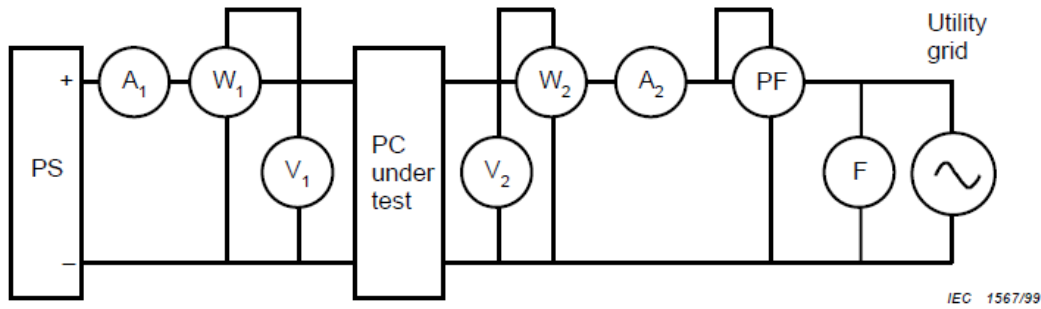 PS
+
–
A1
W1
V1
PC
under
test
V2
W2
A2
PF
F
Utility
grid
IEC 1567/99